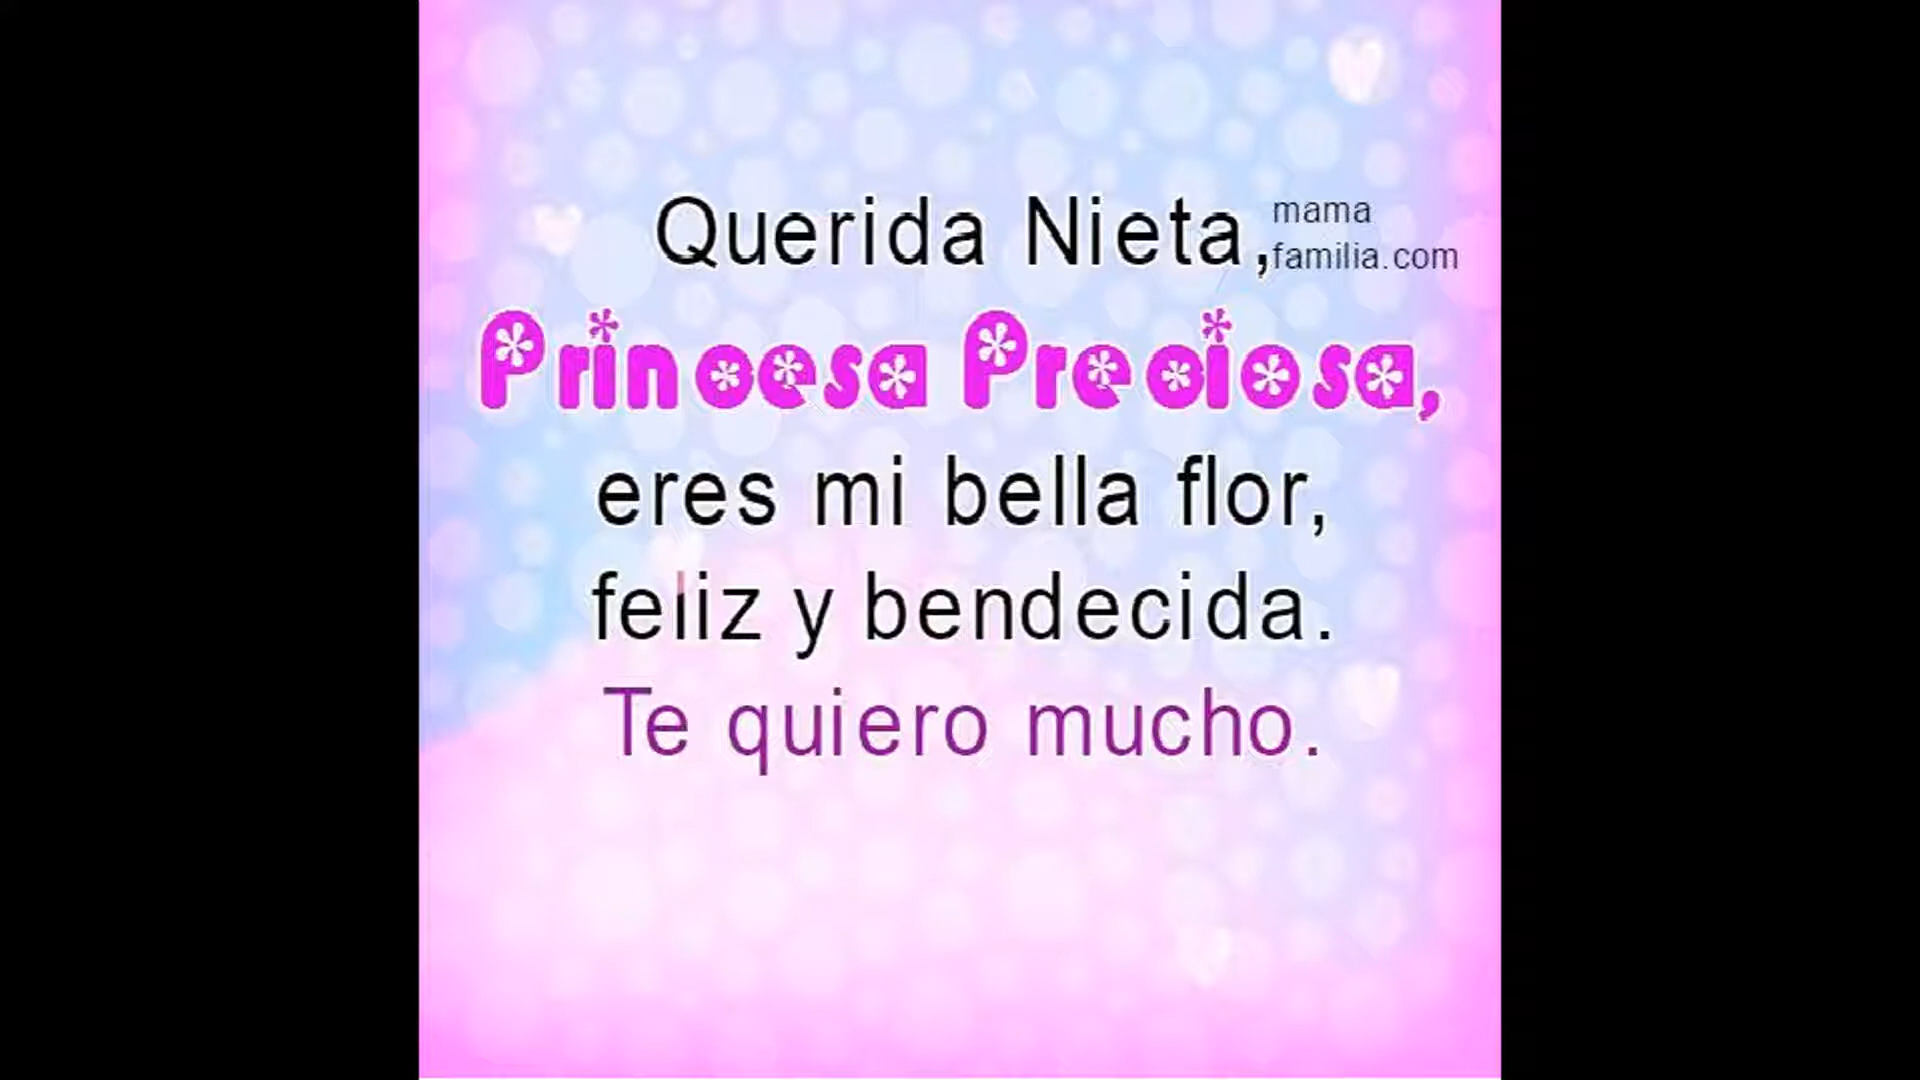 Querida Nieta,
mama
familia.com
Princesa Preciosa,
eres mi bella flor,
feliz y bendecida.
Te quiero mucho.